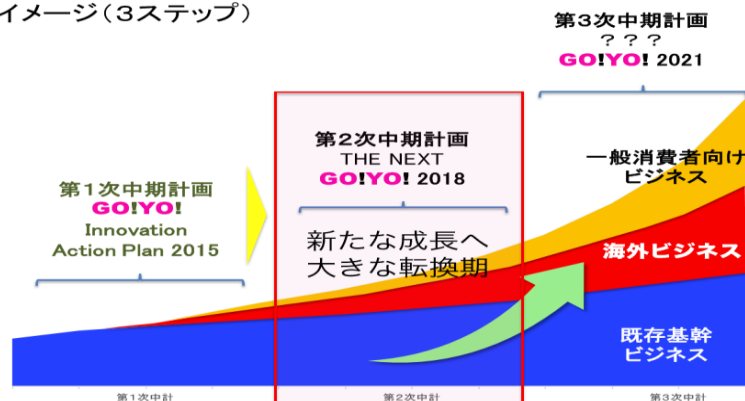 イメージ（3ステップ）
第3次中期計画
？？？
GO!YO! 2021
第2次中期計画
THE NEXT
GO!YO! 2018
一般消費者向け
ビジネス
第1次中期計画
GO!YO!
Innovation
Action Plan 2015
新たな成長へ
大きな転換期
海外ビジネス
既存基幹
ビジネス
第1次中計
第2次中計
第3次中計